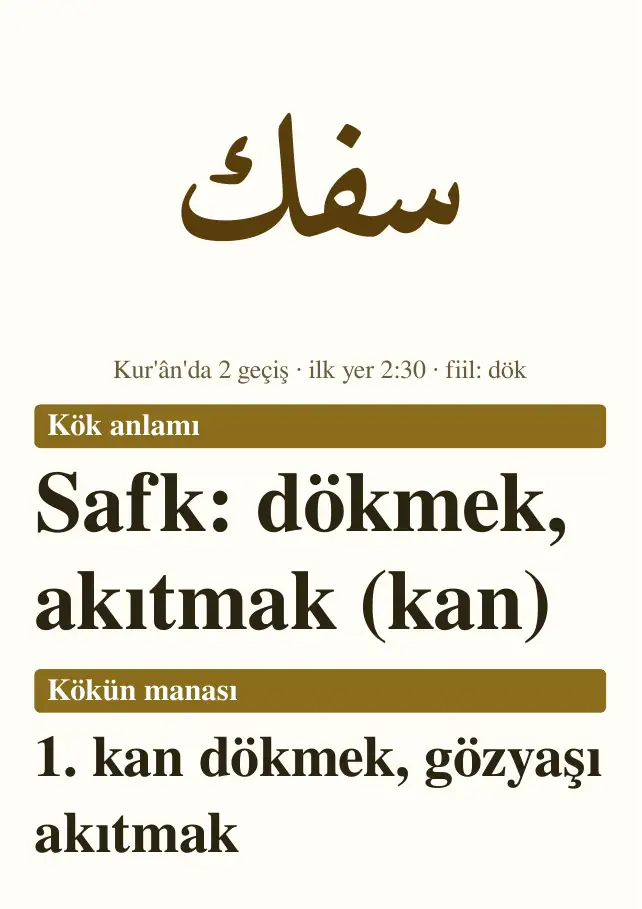 سفك
Kur'ân'da 2 geçiş · ilk yer 2:30 · fiil: dök
Kök anlamı
Safk: dökmek,
akıtmak (kan)
Kökün manası
1. kan dökmek, gözyaşı
akıtmak